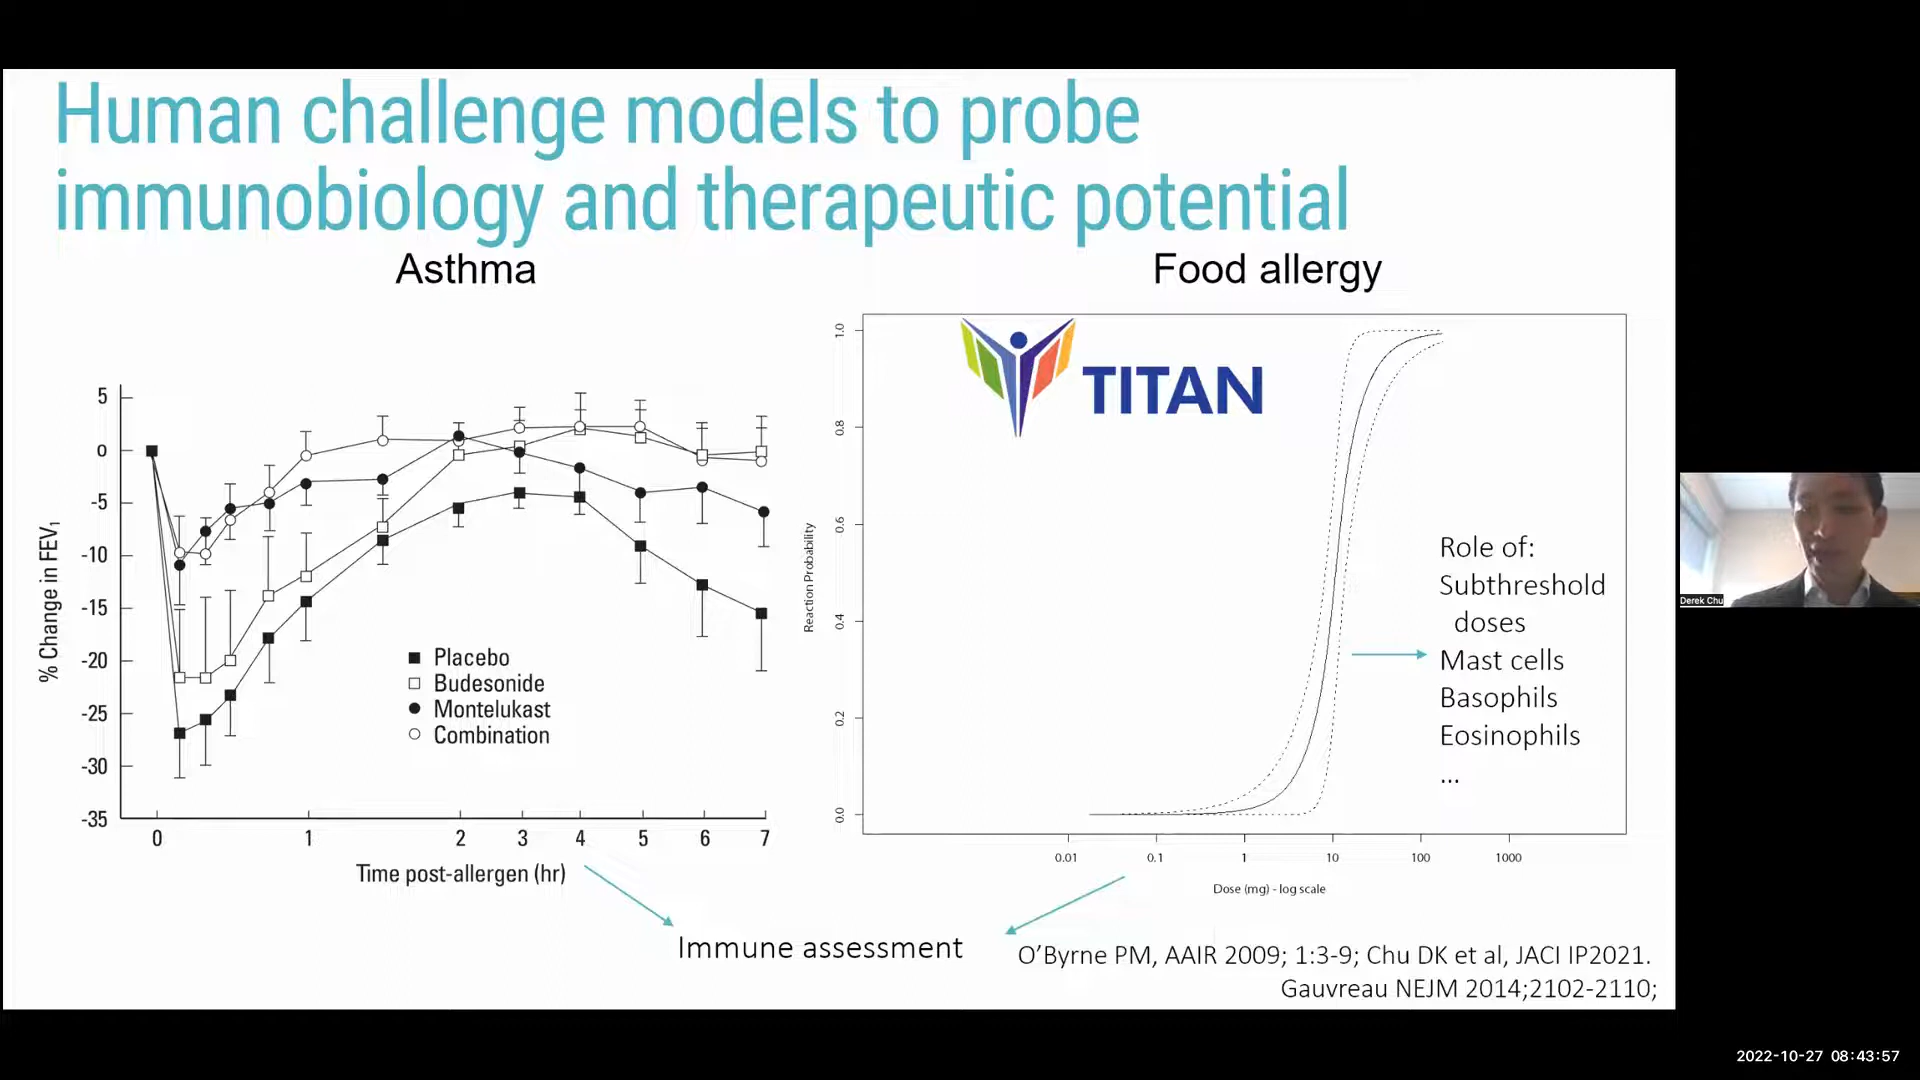 Human challenge models to probe
immunobiology and therapeutic potential
Asthma
Food allergy
% Change in FEV1
5
0
-5
-10
-15
-20
-25
-30
-35
Placebo
Budesonide
Montelukast
Combination
0 1 2 3 4 5 6 7
Time post-allergen (hr)
TITAN
Reaction Probability
1.0
0.8
0.6
0.4
0.2
0.0
Role of:
Subthreshold
doses
Mast cells
Basophils
Eosinophils
...
0.01 0.1 1 10 100 1000
Dose (mg) - log scale
Immune assessment
O'Byrne PM, AAIR 2009; 1:3-9; Chu DK et al, JACI IP2021.
Gauvreau NEJM 2014;2102-2110;
Derek Chu
2022-10-27 08:43:57